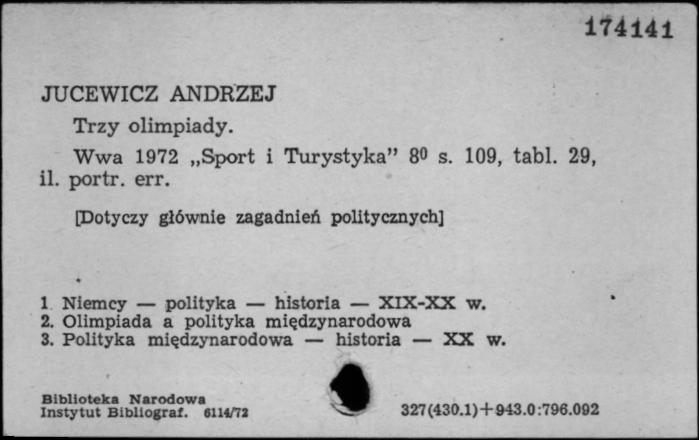 174141
JUCEWICZ ANDRZEJ
Trzy olimpiady.
Wwa 1972 „Sport i Turystyka” 8⁰ s. 109, tabl. 29,
il. portr. err.
[Dotyczy głównie zagadnień politycznych]
1 Niemcy — polityka — historia — XIX-XX w.
2. Olimpiada a polityka międzynarodowa
3. Polityka międzynarodowa — historia — XX w.
Biblioteka Narodowa
Instytut Bibliograf. 6114/72
327(430.1)+943.0:796.092